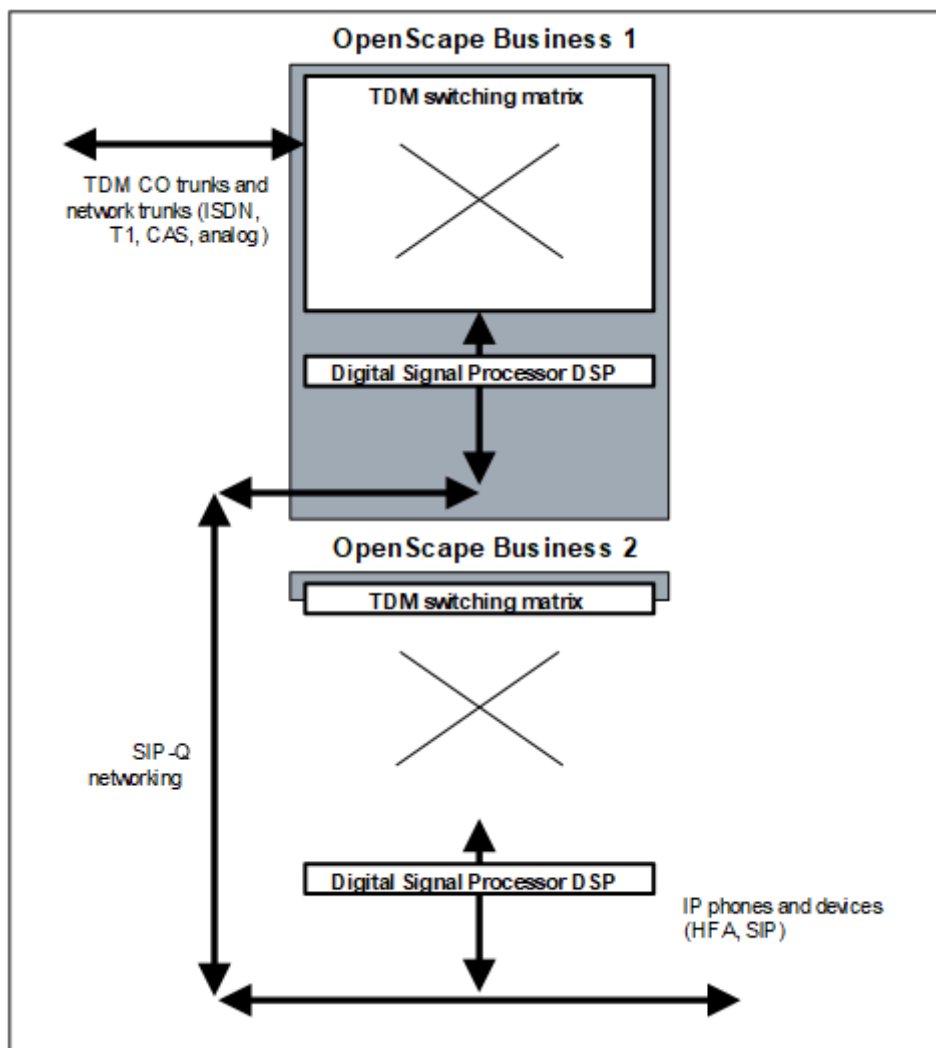 OpenScape Business 1
TDM switching matrix
TDM CO trunks and
network trunks (ISDN,
T1, CAS, analog)
Digital Signal Processor DSP
OpenScape Business 2
TDM switching matrix
SIP-Q
networking
Digital Signal Processor DSP
IP phones and devices
(HFA, SIP)